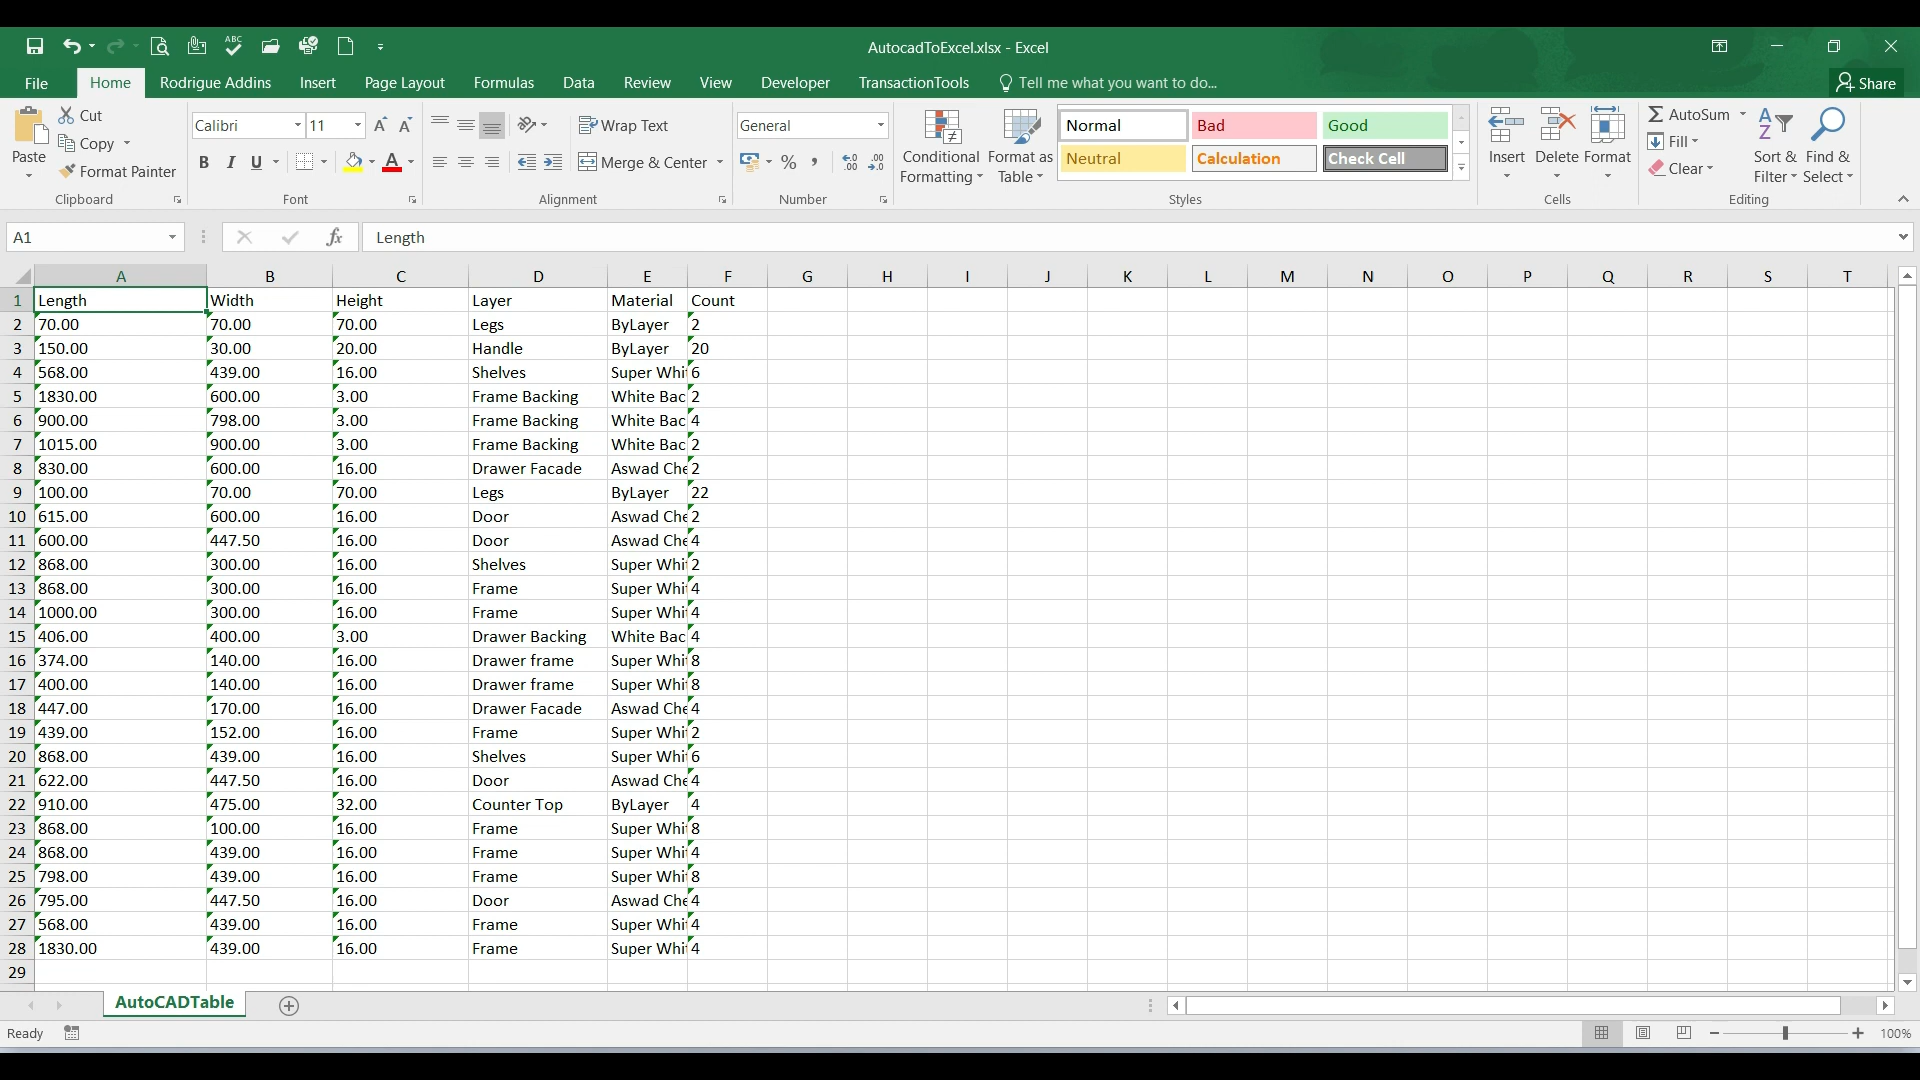 ABC
AutocadToExcel.xlsx - Excel
File Home Rodrigue Addins Insert Page Layout Formulas Data Review View Developer TransactionTools Tell me what you want to do... Share
Paste Cut Copy Format Painter Clipboard
Calibri 11 A A B I U A Font
Wrap Text Merge & Center Alignment
General % , .00 Number
Conditional Formatting Format as Table
Normal Bad Good
Neutral Calculation Check Cell
Styles
Insert Delete Format Cells
AutoSum Fill Clear Sort & Filter Find & Select Editing
A1 fx Length
A B C D E F G H I J K L M N O P Q R S T
1 Length Width Height Layer Material Count
2 70.00 70.00 70.00 Legs ByLayer 2
3 150.00 30.00 20.00 Handle ByLayer 20
4 568.00 439.00 16.00 Shelves Super Whi 6
5 1830.00 600.00 3.00 Frame Backing White Bac 2
6 900.00 798.00 3.00 Frame Backing White Bac 4
7 1015.00 900.00 3.00 Frame Backing White Bac 2
8 830.00 600.00 16.00 Drawer Facade Aswad Che 2
9 100.00 70.00 70.00 Legs ByLayer 22
10 615.00 600.00 16.00 Door Aswad Che 2
11 600.00 447.50 16.00 Door Aswad Che 4
12 868.00 300.00 16.00 Shelves Super Whi 2
13 868.00 300.00 16.00 Frame Super Whi 4
14 1000.00 300.00 16.00 Frame Super Whi 4
15 406.00 400.00 3.00 Drawer Backing White Bac 4
16 374.00 140.00 16.00 Drawer frame Super Whi 8
17 400.00 140.00 16.00 Drawer frame Super Whi 8
18 447.00 170.00 16.00 Drawer Facade Aswad Che 4
19 439.00 152.00 16.00 Frame Super Whi 2
20 868.00 439.00 16.00 Shelves Super Whi 6
21 622.00 447.50 16.00 Door Aswad Che 4
22 910.00 475.00 32.00 Counter Top ByLayer 4
23 868.00 100.00 16.00 Frame Super Whi 8
24 868.00 439.00 16.00 Frame Super Whi 4
25 798.00 439.00 16.00 Frame Super Whi 8
26 795.00 447.50 16.00 Door Aswad Che 4
27 568.00 439.00 16.00 Frame Super Whi 4
28 1830.00 439.00 16.00 Frame Super Whi 4
29
AutoCADTable
Ready 100%